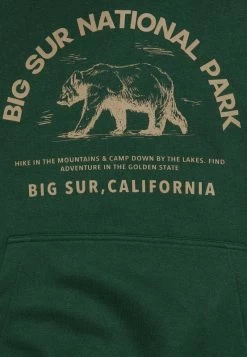 BIG SUR NATIONAL PARK
HIKE IN THE MOUNTAINS & CAMP DOWN BY THE LAKES. FIND
ADVENTURE IN THE GOLDEN STATE
BIG SUR,CALIFORNIA